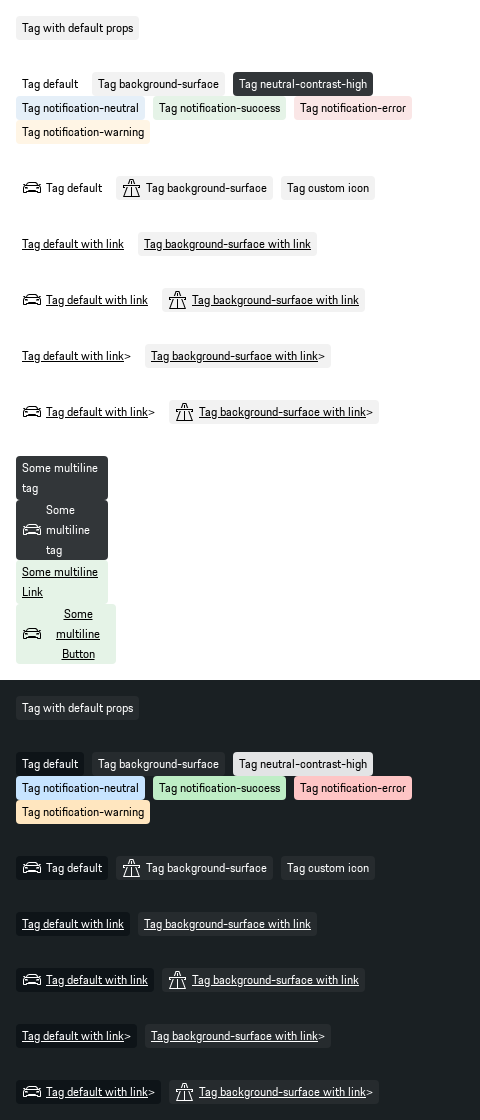 Tag with default props
Tag default Tag background-surface Tag neutral-contrast-high
Tag notification-neutral Tag notification-success Tag notification-error
Tag notification-warning
Tag default Tag background-surface Tag custom icon
Tag default with link Tag background-surface with link
Tag default with link Tag background-surface with link
Tag default with link> Tag background-surface with link>
Tag default with link> Tag background-surface with link>
Some multiline
tag
Some
multiline
tag
Some multiline
Link
Some
multiline
Button
Tag with default props
Tag default Tag background-surface Tag neutral-contrast-high
Tag notification-neutral Tag notification-success Tag notification-error
Tag notification-warning
Tag default Tag background-surface Tag custom icon
Tag default with link Tag background-surface with link
Tag default with link Tag background-surface with link
Tag default with link> Tag background-surface with link>
Tag default with link> Tag background-surface with link>